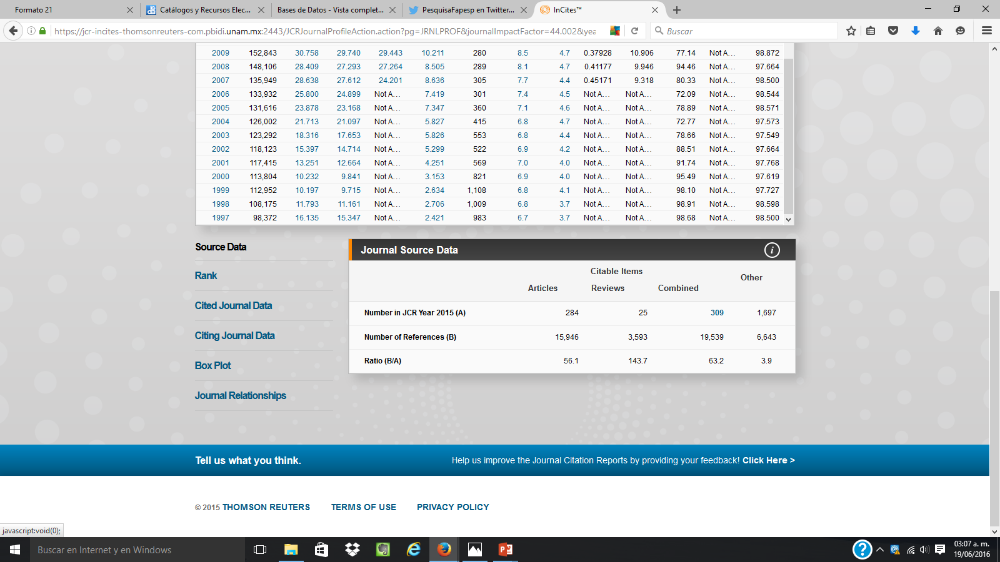 Formato 21
Catálogos y Recursos Elec...
Bases de Datos - Vista complet...
PesquisaFapesp en Twitter...
InCites™
https://jcr-incites-thomsonreuters-com.pbidi.unam.mx:2443/JCRJournalProfileAction.action?pg=JRNLPROF&journalImpactFactor=44.002&yea
Buscar
2009 152,843 30.758 29.740 29.443 10.211 280 8.5 4.7 0.37928 10.906 77.14 Not A... 98.872
2008 148,106 28.409 27.293 27.264 8.505 289 8.1 4.7 0.41177 9.946 94.46 Not A... 97.664
2007 135,949 28.638 27.612 24.201 8.636 305 7.7 4.4 0.45171 9.318 80.33 Not A... 98.500
2006 133,932 25.800 24.899 Not A... 7.419 301 7.4 4.5 Not A... Not A... 72.09 Not A... 98.544
2005 131,616 23.878 23.168 Not A... 7.347 360 7.1 4.6 Not A... Not A... 78.89 Not A... 98.571
2004 126,002 21.713 21.097 Not A... 5.827 415 6.8 4.7 Not A... Not A... 72.77 Not A... 97.573
2003 123,292 18.316 17.653 Not A... 5.826 553 6.8 4.4 Not A... Not A... 78.66 Not A... 97.549
2002 118,123 15.397 14.714 Not A... 5.299 522 6.9 4.2 Not A... Not A... 88.51 Not A... 97.664
2001 117,415 13.251 12.664 Not A... 4.251 569 7.0 4.0 Not A... Not A... 91.74 Not A... 97.768
2000 113,804 10.232 9.841 Not A... 3.153 821 6.9 4.0 Not A... Not A... 95.49 Not A... 97.619
1999 112,952 10.197 9.715 Not A... 2.634 1,108 6.8 4.1 Not A... Not A... 98.10 Not A... 97.727
1998 108,175 11.793 11.161 Not A... 2.706 1,009 6.8 3.7 Not A... Not A... 98.91 Not A... 98.598
1997 98,372 16.135 15.347 Not A... 2.421 983 6.7 3.7 Not A... Not A... 98.68 Not A... 98.500
Source Data
Rank
Cited Journal Data
Citing Journal Data
Box Plot
Journal Relationships
Journal Source Data
i
Citable Items
Other
Articles Reviews Combined
Number in JCR Year 2015 (A) 284 25 309 1,697
Number of References (B) 15,946 3,593 19,539 6,643
Ratio (B/A) 56.1 143.7 63.2 3.9
Tell us what you think.
Help us improve the Journal Citation Reports by providing your feedback! Click Here >
© 2015 THOMSON REUTERS TERMS OF USE PRIVACY POLICY
javascript:void(0);
Buscar en Internet y en Windows
03:07 a. m.
19/06/2016